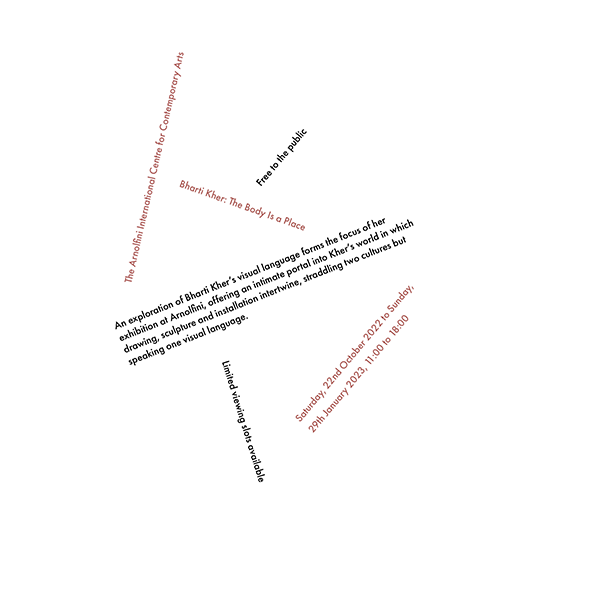 The Arnolfini International Centre for Contemporary Arts
Free to the public
Bharti Kher: The Body Is a Place
An exploration of Bharti Kher's visual language forms the focus of her
exhibition at Arnolfini, offering an intimate portal into Kher's world in which
drawing, sculpture and installation intertwine, straddling two cultures but
speaking one visual language.
Saturday, 22nd October 2022 to Sunday,
29th January 2023, 11:00 to 18:00
Limited viewing slots available